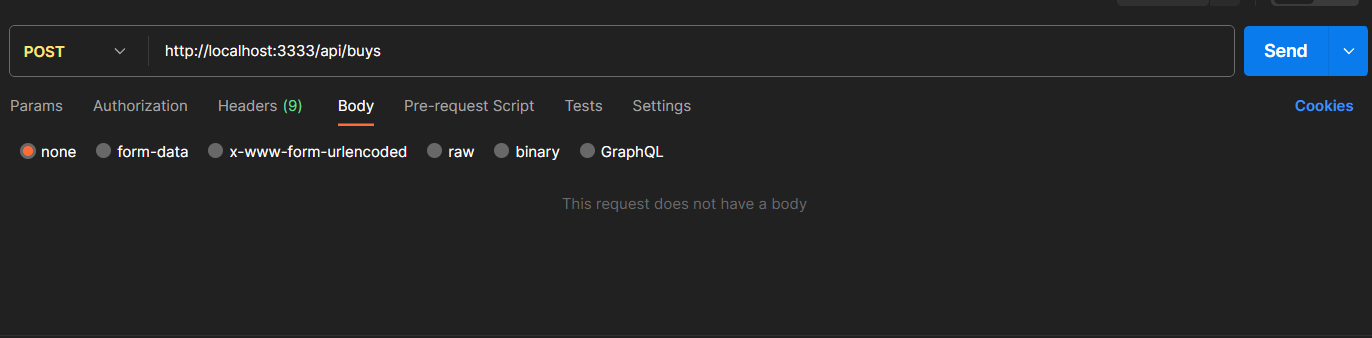 POST http://localhost:3333/api/buys Send
Params Authorization Headers (9) Body Pre-request Script Tests Settings Cookies
none form-data x-www-form-urlencoded raw binary GraphQL
This request does not have a body